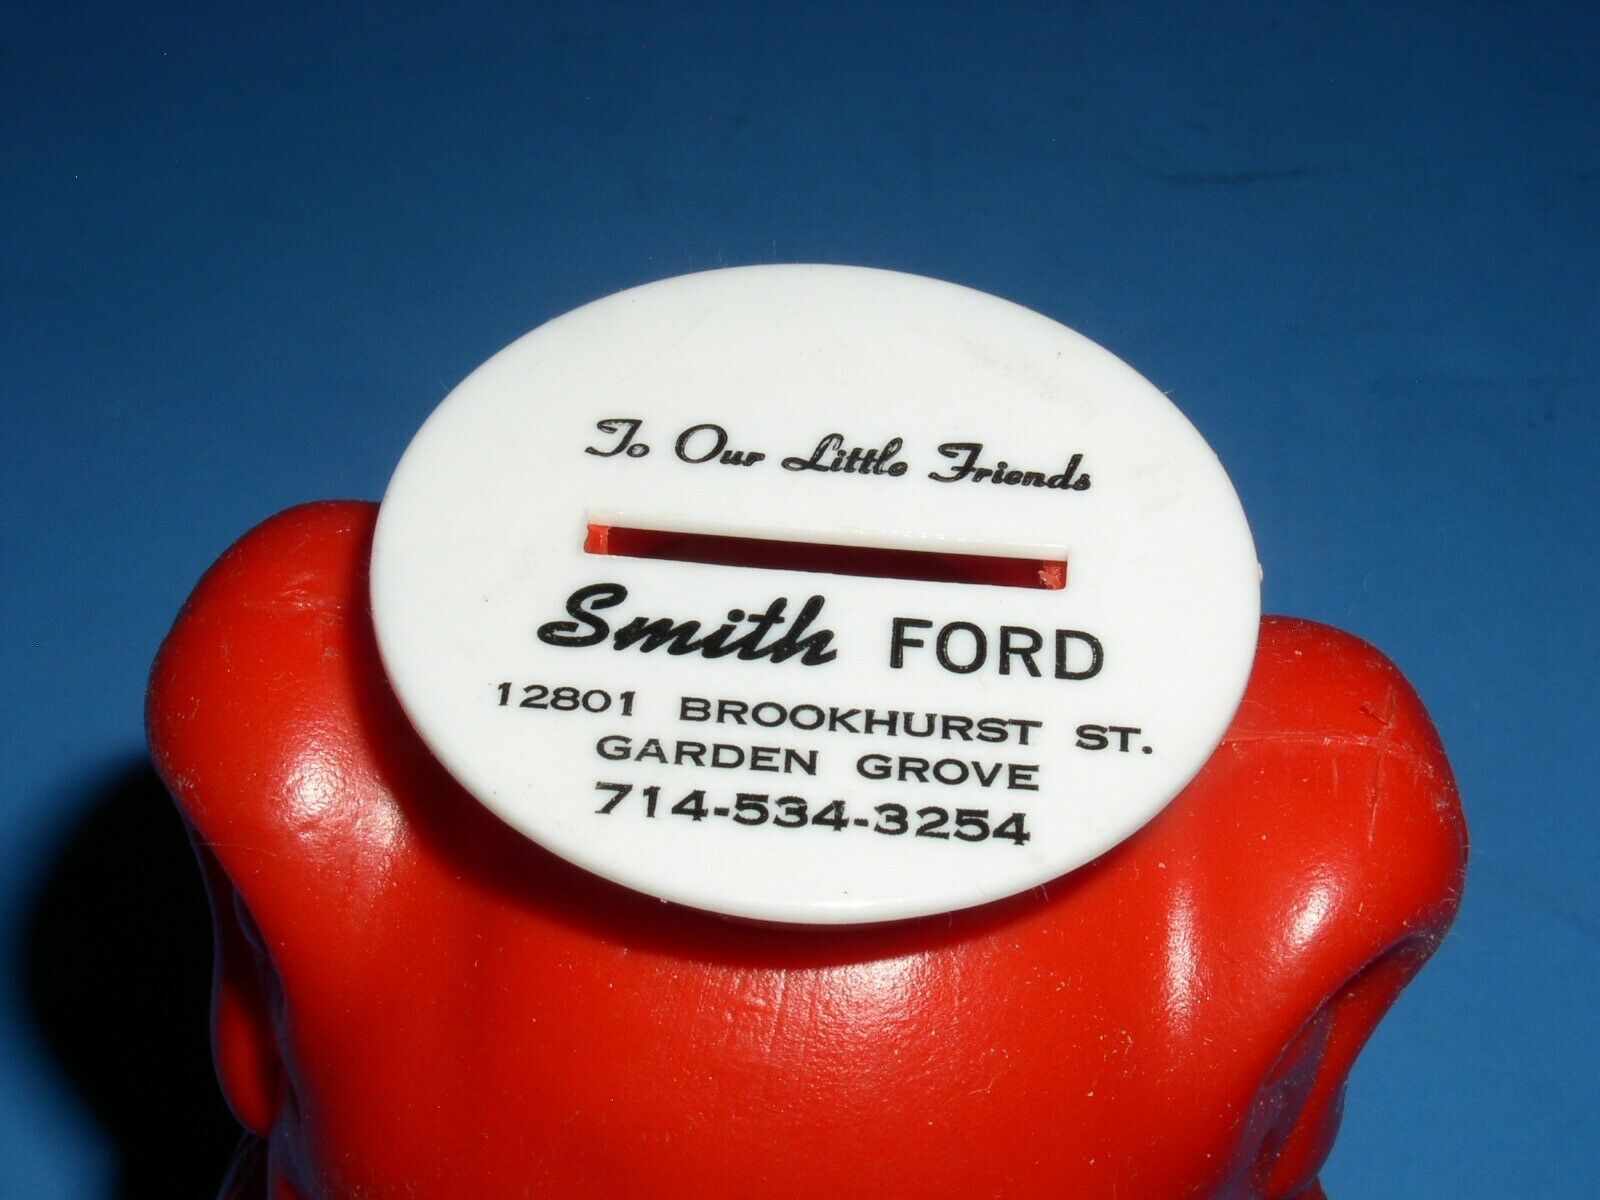 To Our Little Friends
Smith FORD
12801 BROOKHURST ST.
GARDEN GROVE
714-534-3254